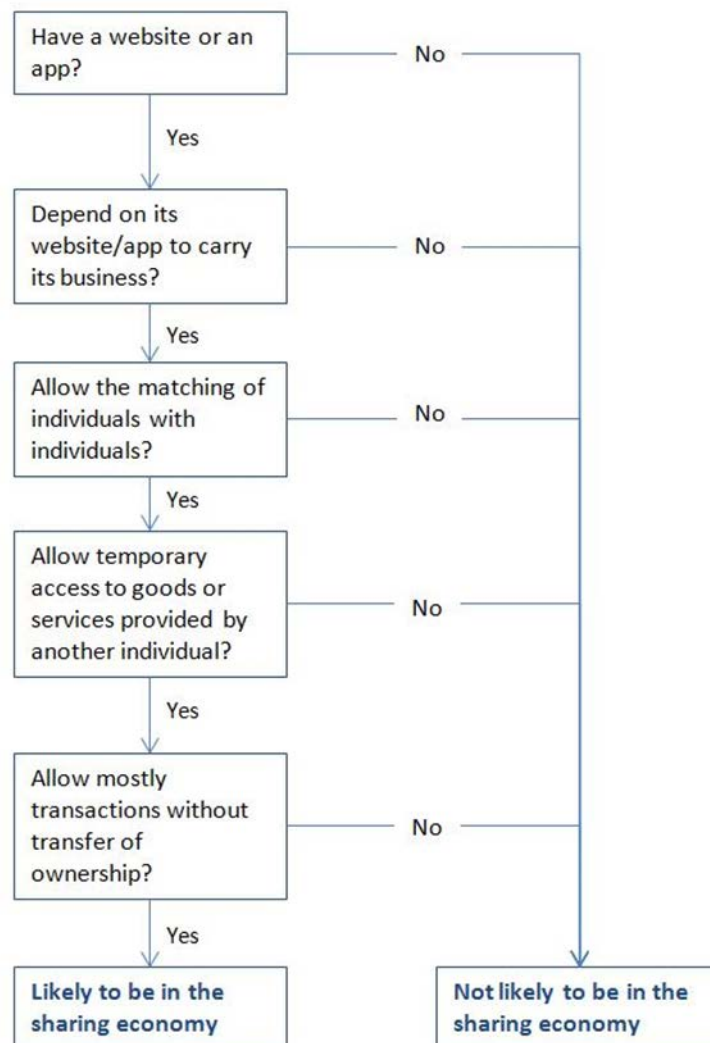 Have a website or an
app?
No
Yes
Depend on its
website/app to carry
its business?
No
Yes
Allow the matching of
individuals with
individuals?
No
Yes
Allow temporary
access to goods or
services provided by
another individual?
No
Yes
Allow mostly
transactions without
transfer of
ownership?
No
Yes
Likely to be in the
sharing economy
Not likely to be in the
sharing economy